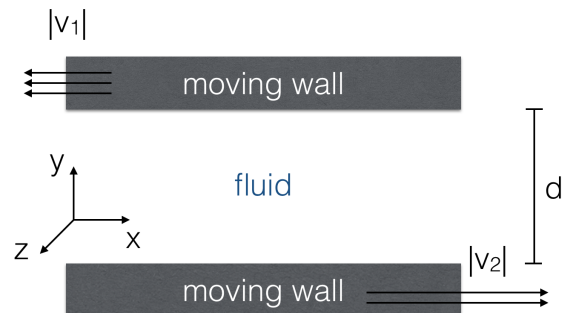 |v₁|
moving wall
y
fluid
d
x
z
|v₂|
moving wall